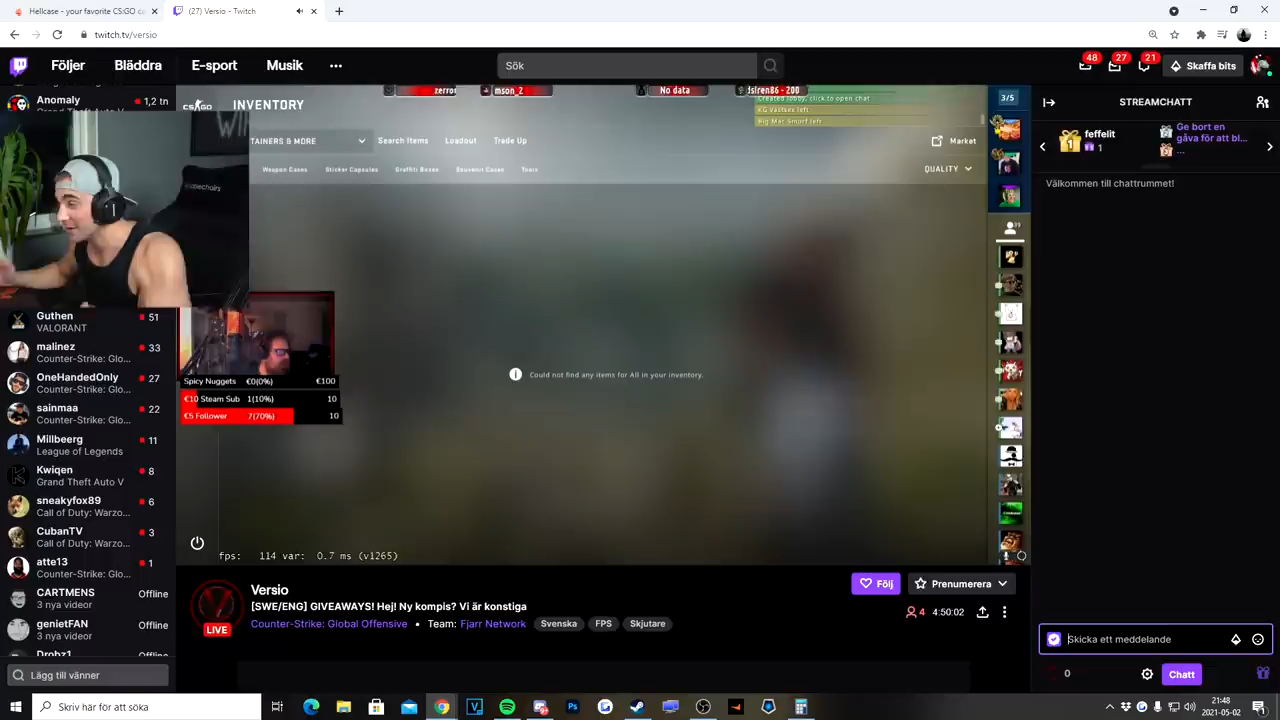 Hellcase - your favorite CS:GO ca
(27) Versio - Twitch
twitch.tv/versio
Följer
Bläddra
E-sport
Musik
Sök
48
27
21
Skaffa bits
Anomaly
1,2 tn
CS:GO
INVENTORY
zerror
mson_2
No data
- 200
Created lobby, click to open chat
Big Mac Smurf left
3/5
STREAMCHATT
TAINERS & MORE
Search Items
Loadout
Trade Up
Market
feffelit
1
1
Ge bort en
gåva för att bl...
...
Weapon Cases
Sticker Capsules
Graffiti Boxes
Souvenir Cases
Tools
QUALITY
Välkommen till chattrummet!
Guthen
51
VALORANT
malinez
33
Counter-Strike: Glo...
OneHandedOnly
27
Counter-Strike: Glo...
sainmaa
22
Counter-Strike: Glo...
Millbeerg
11
League of Legends
Kwiqen
8
Grand Theft Auto V
sneakyfox89
6
Call of Duty: Warzo...
CubanTV
3
Call of Duty: Warzo...
atte13
1
Counter-Strike: Glo...
CARTMENS
Offline
3 nya videor
genietFAN
Offline
3 nya videor
Drobz1
Offline
Lägg till vänner
Could not find any items for All in your inventory.
Spicy Nuggets €0(0%) €100
€10 Steam Sub 1(10%) 10
€5 Follower 7(70%) 10
fps: 114 var: 0.7 ms (v1265)
LIVE
Versio
[SWE/ENG] GIVEAWAYS! Hej! Ny kompis? Vi är konstiga
Counter-Strike: Global Offensive • Team: Fjarr Network
Svenska
FPS
Skjutare
Följ
Prenumerera
4
4:50:02
Skicka ett meddelande
0
Chatt
Skriv här för att söka
21:48
2021-05-02